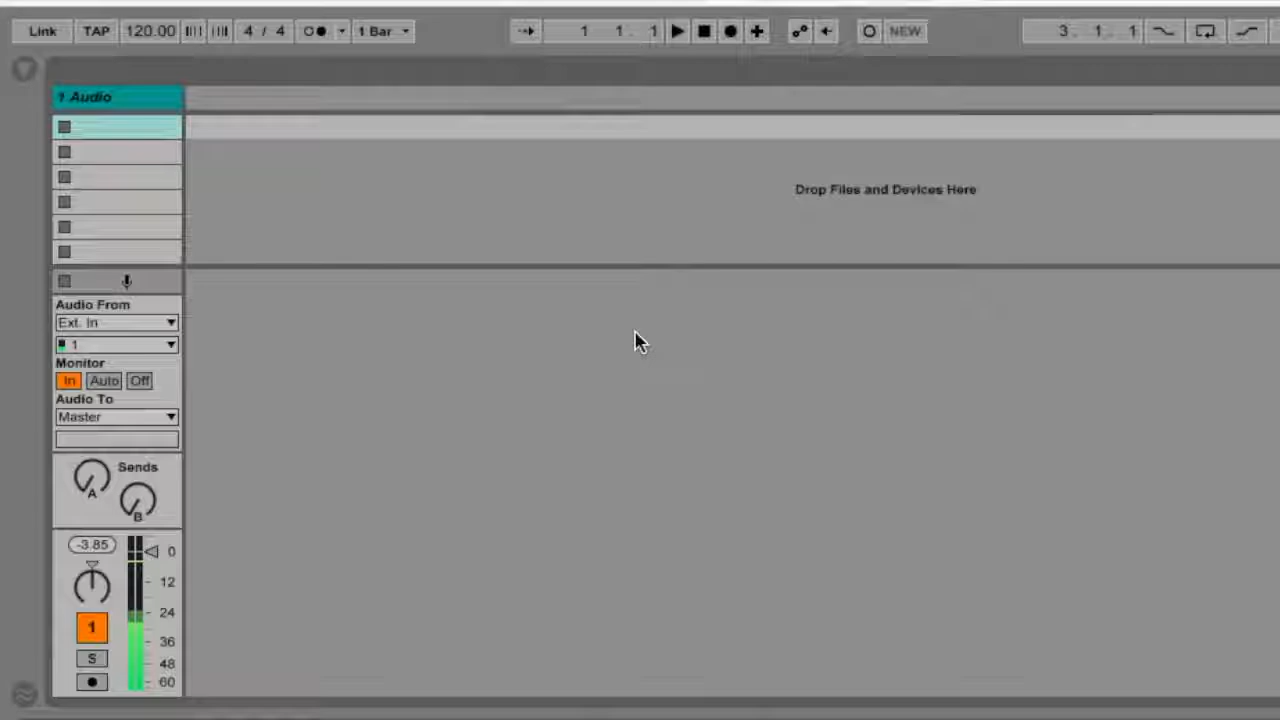 Link TAP 120.00 4 / 4 1 Bar 1 1. 1 NEW 3. 1. 1
1 Audio
Drop Files and Devices Here
Audio From
Ext. In
1
Monitor
In Auto Off
Audio To
Master
Sends
A
B
-3.85
0
12
24
1
36
S
48
60